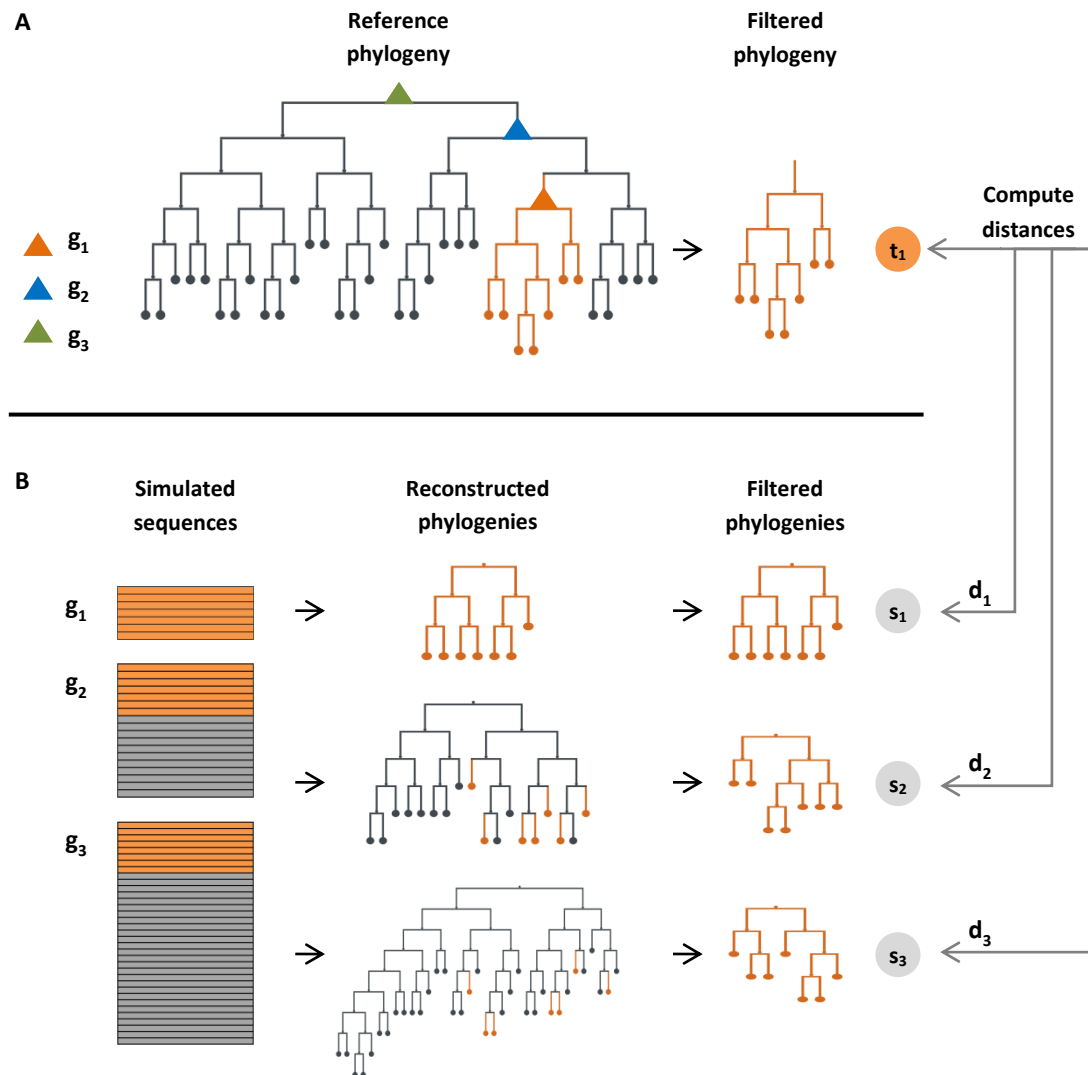 A
Reference
phylogeny
Filtered
phylogeny
Compute
distances
g₁
g₂
g₃
t₁
B
Simulated
sequences
Reconstructed
phylogenies
Filtered
phylogenies
g₁
s₁
d₁
g₂
s₂
d₂
g₃
s₃
d₃